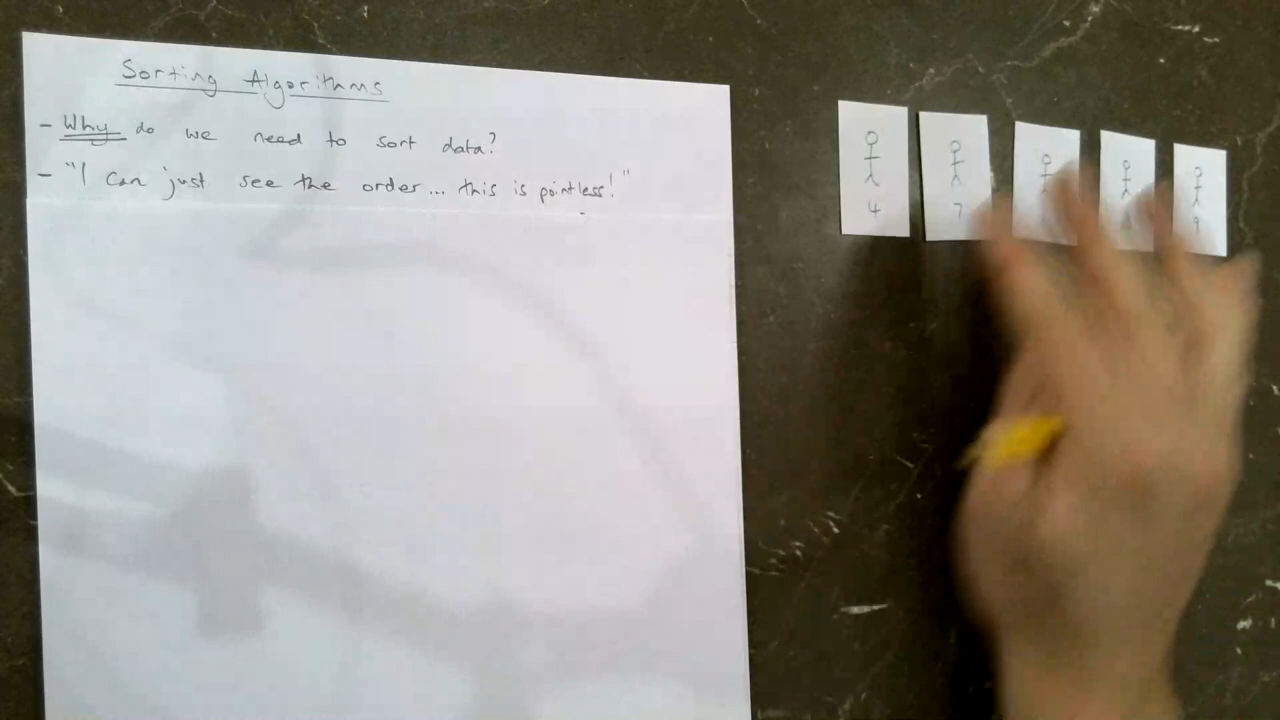 Sorting Algorithms
- Why do we need to sort data?
- "I can just see the order... this is pointless!"
4
7
9